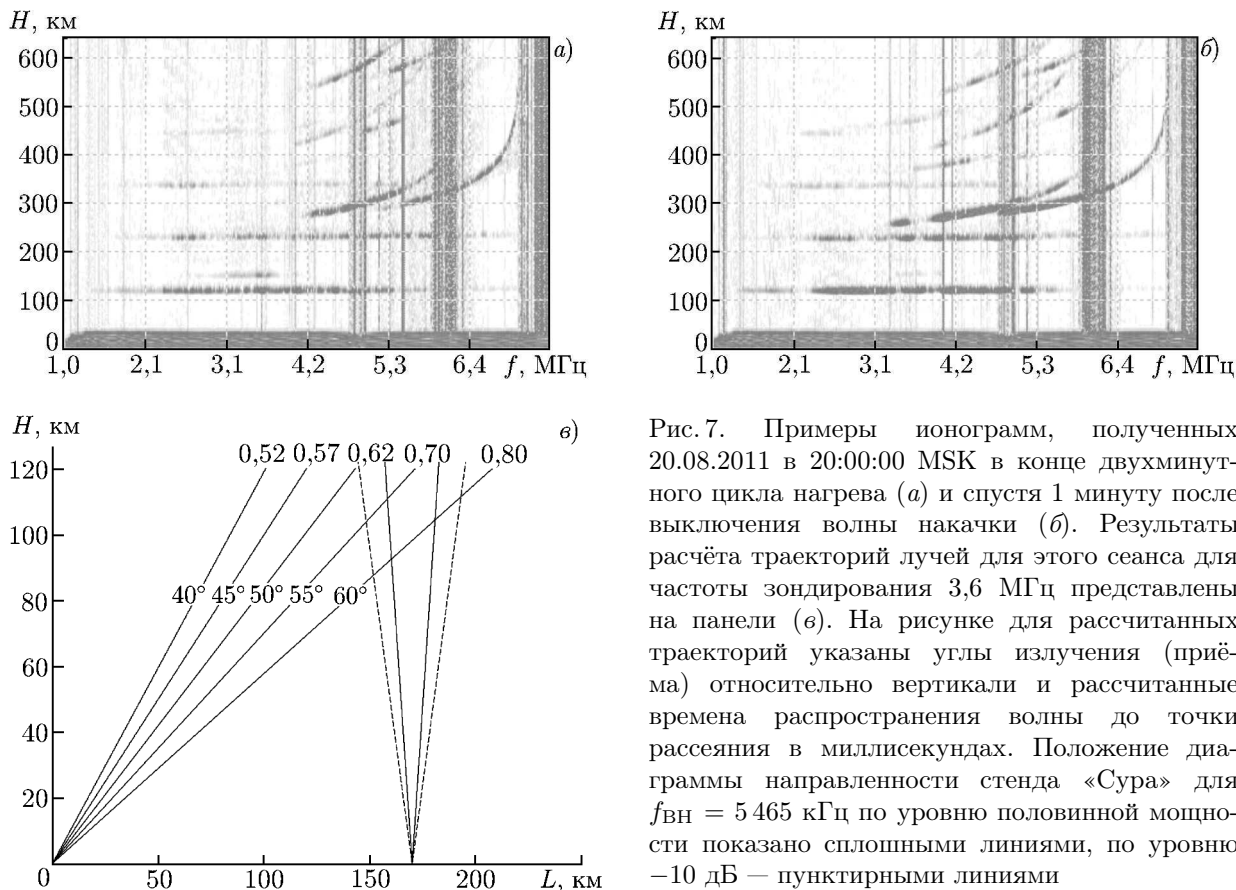 H, км
а)
600
500
400
300
200
100
0
1,0 2,1 3,1 4,2 5,3 6,4 f, МГц
H, км
б)
600
500
400
300
200
100
0
1,0 2,1 3,1 4,2 5,3 6,4 f, МГц
H, км
в)
120
100
80
60
40
20
0,52 0,57 0,62 0,70 0,80
40° 45° 50° 55° 60°
0 50 100 150 200 L, км
Рис. 7. Примеры ионограмм, полученных
20.08.2011 в 20:00:00 MSK в конце двухминут-
ного цикла нагрева (а) и спустя 1 минуту после
выключения волны накачки (б). Результаты
расчёта траекторий лучей для этого сеанса для
частоты зондирования 3,6 МГц представлены
на панели (в). На рисунке для рассчитанных
траекторий указаны углы излучения (приё-
ма) относительно вертикали и рассчитанные
времена распространения волны до точки
рассеяния в миллисекундах. Положение диа-
граммы направленности стенда «Сура» для
fВН = 5 465 кГц по уровню половинной мощно-
сти показано сплошными линиями, по уровню
−10 дБ — пунктирными линиями